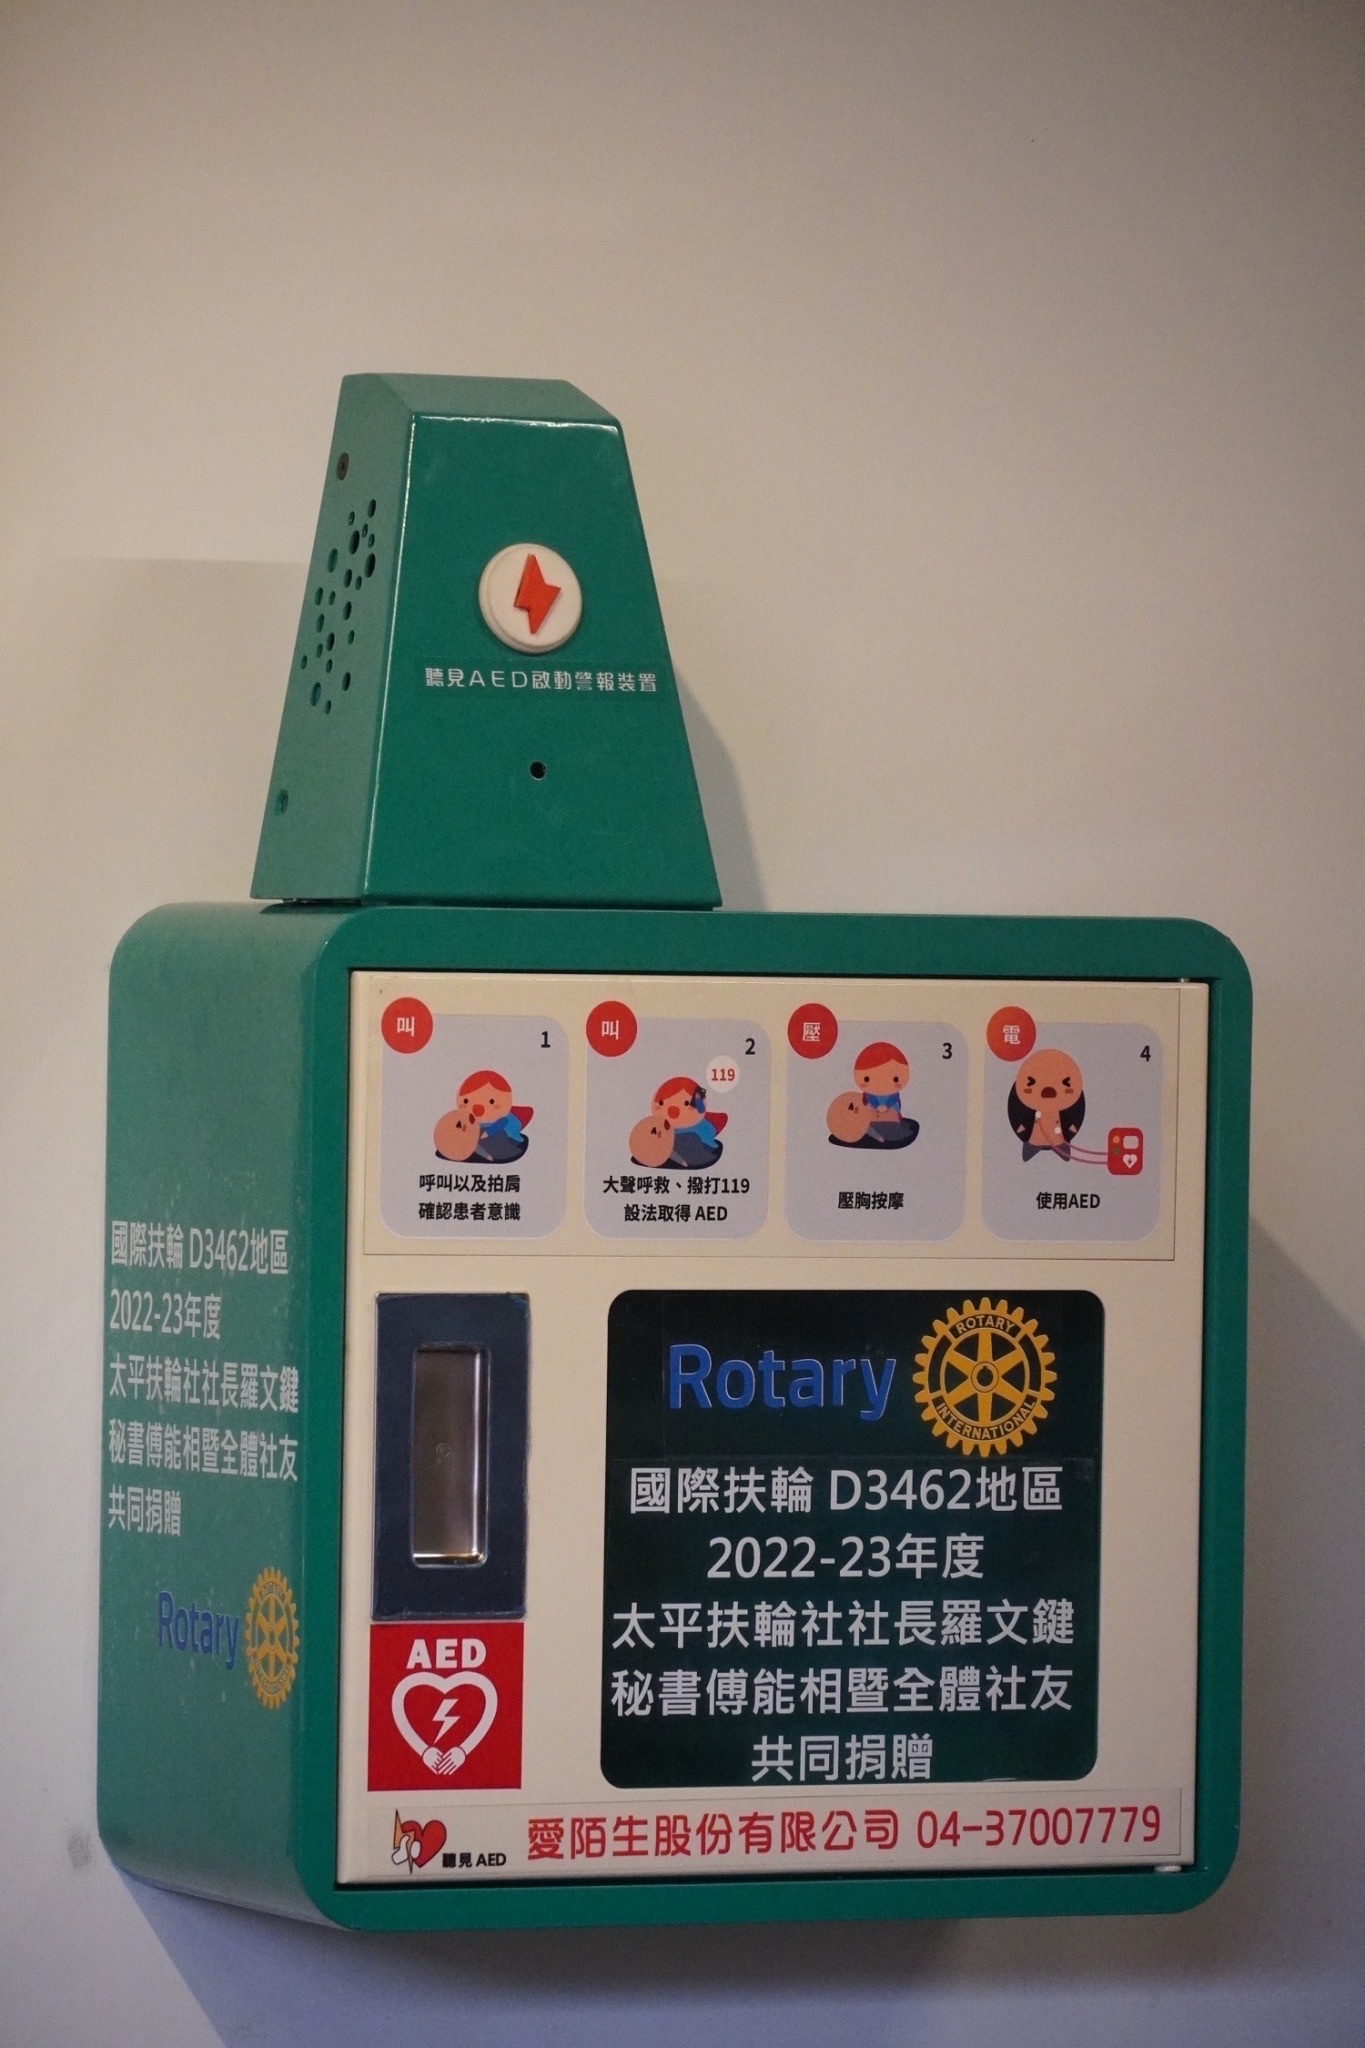 聽見AED啟動警報裝置
叫
1
呼叫以及拍肩
確認患者意識
叫
2
119
大聲呼救、撥打119
設法取得 AED
壓
3
壓胸按摩
電
4
使用AED
國際扶輪 D3462地區
2022-23年度
太平扶輪社社長羅文鍵
秘書傅能相暨全體社友
共同捐贈
Rotary
Rotary
ROTARY
INTERNATIONAL
國際扶輪 D3462地區
2022-23年度
太平扶輪社社長羅文鍵
秘書傅能相暨全體社友
共同捐贈
AED
聽見 AED
愛陌生股份有限公司 04-37007779